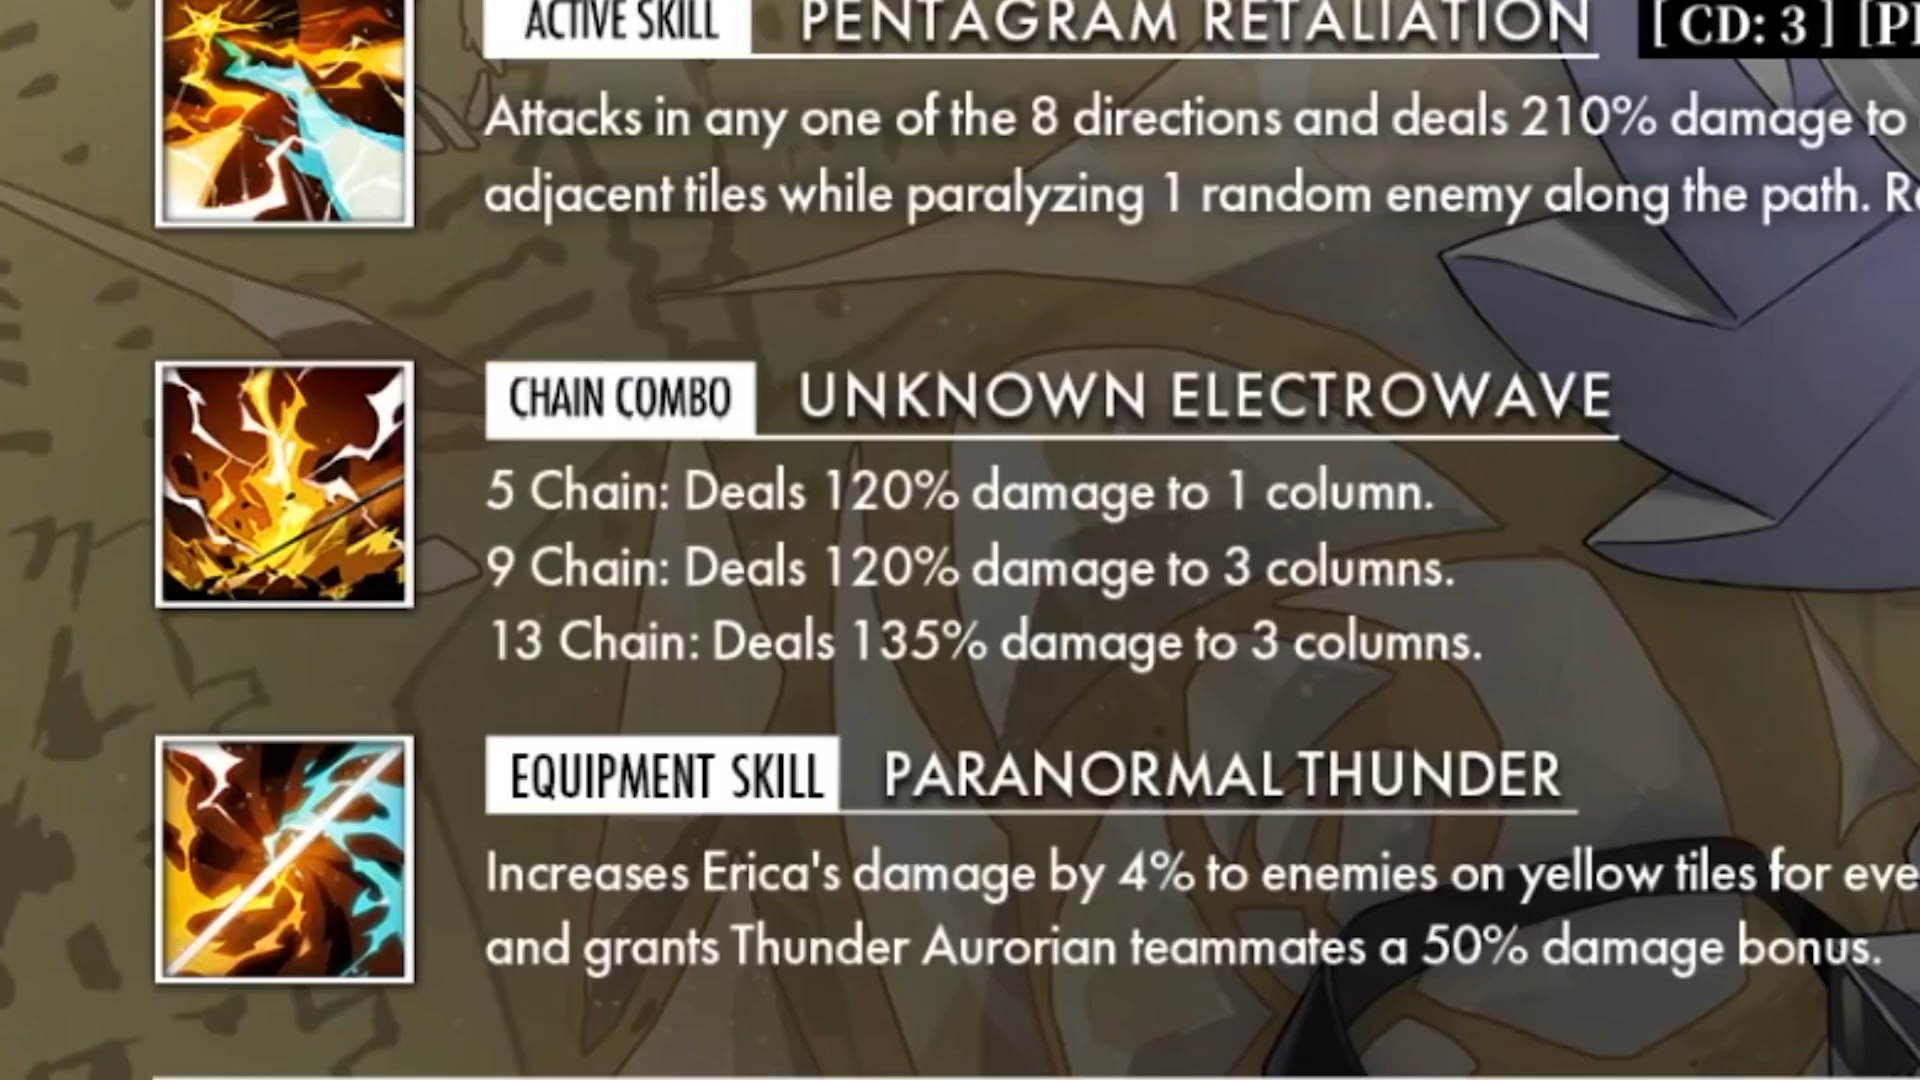 ACTIVE SKILL PENTAGRAM RETALIATION [ CD: 3 ]
Attacks in any one of the 8 directions and deals 210% damage to
adjacent tiles while paralyzing 1 random enemy along the path.
CHAIN COMBO UNKNOWN ELECTROWAVE
5 Chain: Deals 120% damage to 1 column.
9 Chain: Deals 120% damage to 3 columns.
13 Chain: Deals 135% damage to 3 columns.
EQUIPMENT SKILL PARANORMAL THUNDER
Increases Erica's damage by 4% to enemies on yellow tiles for
and grants Thunder Aurorian teammates a 50% damage bonus.